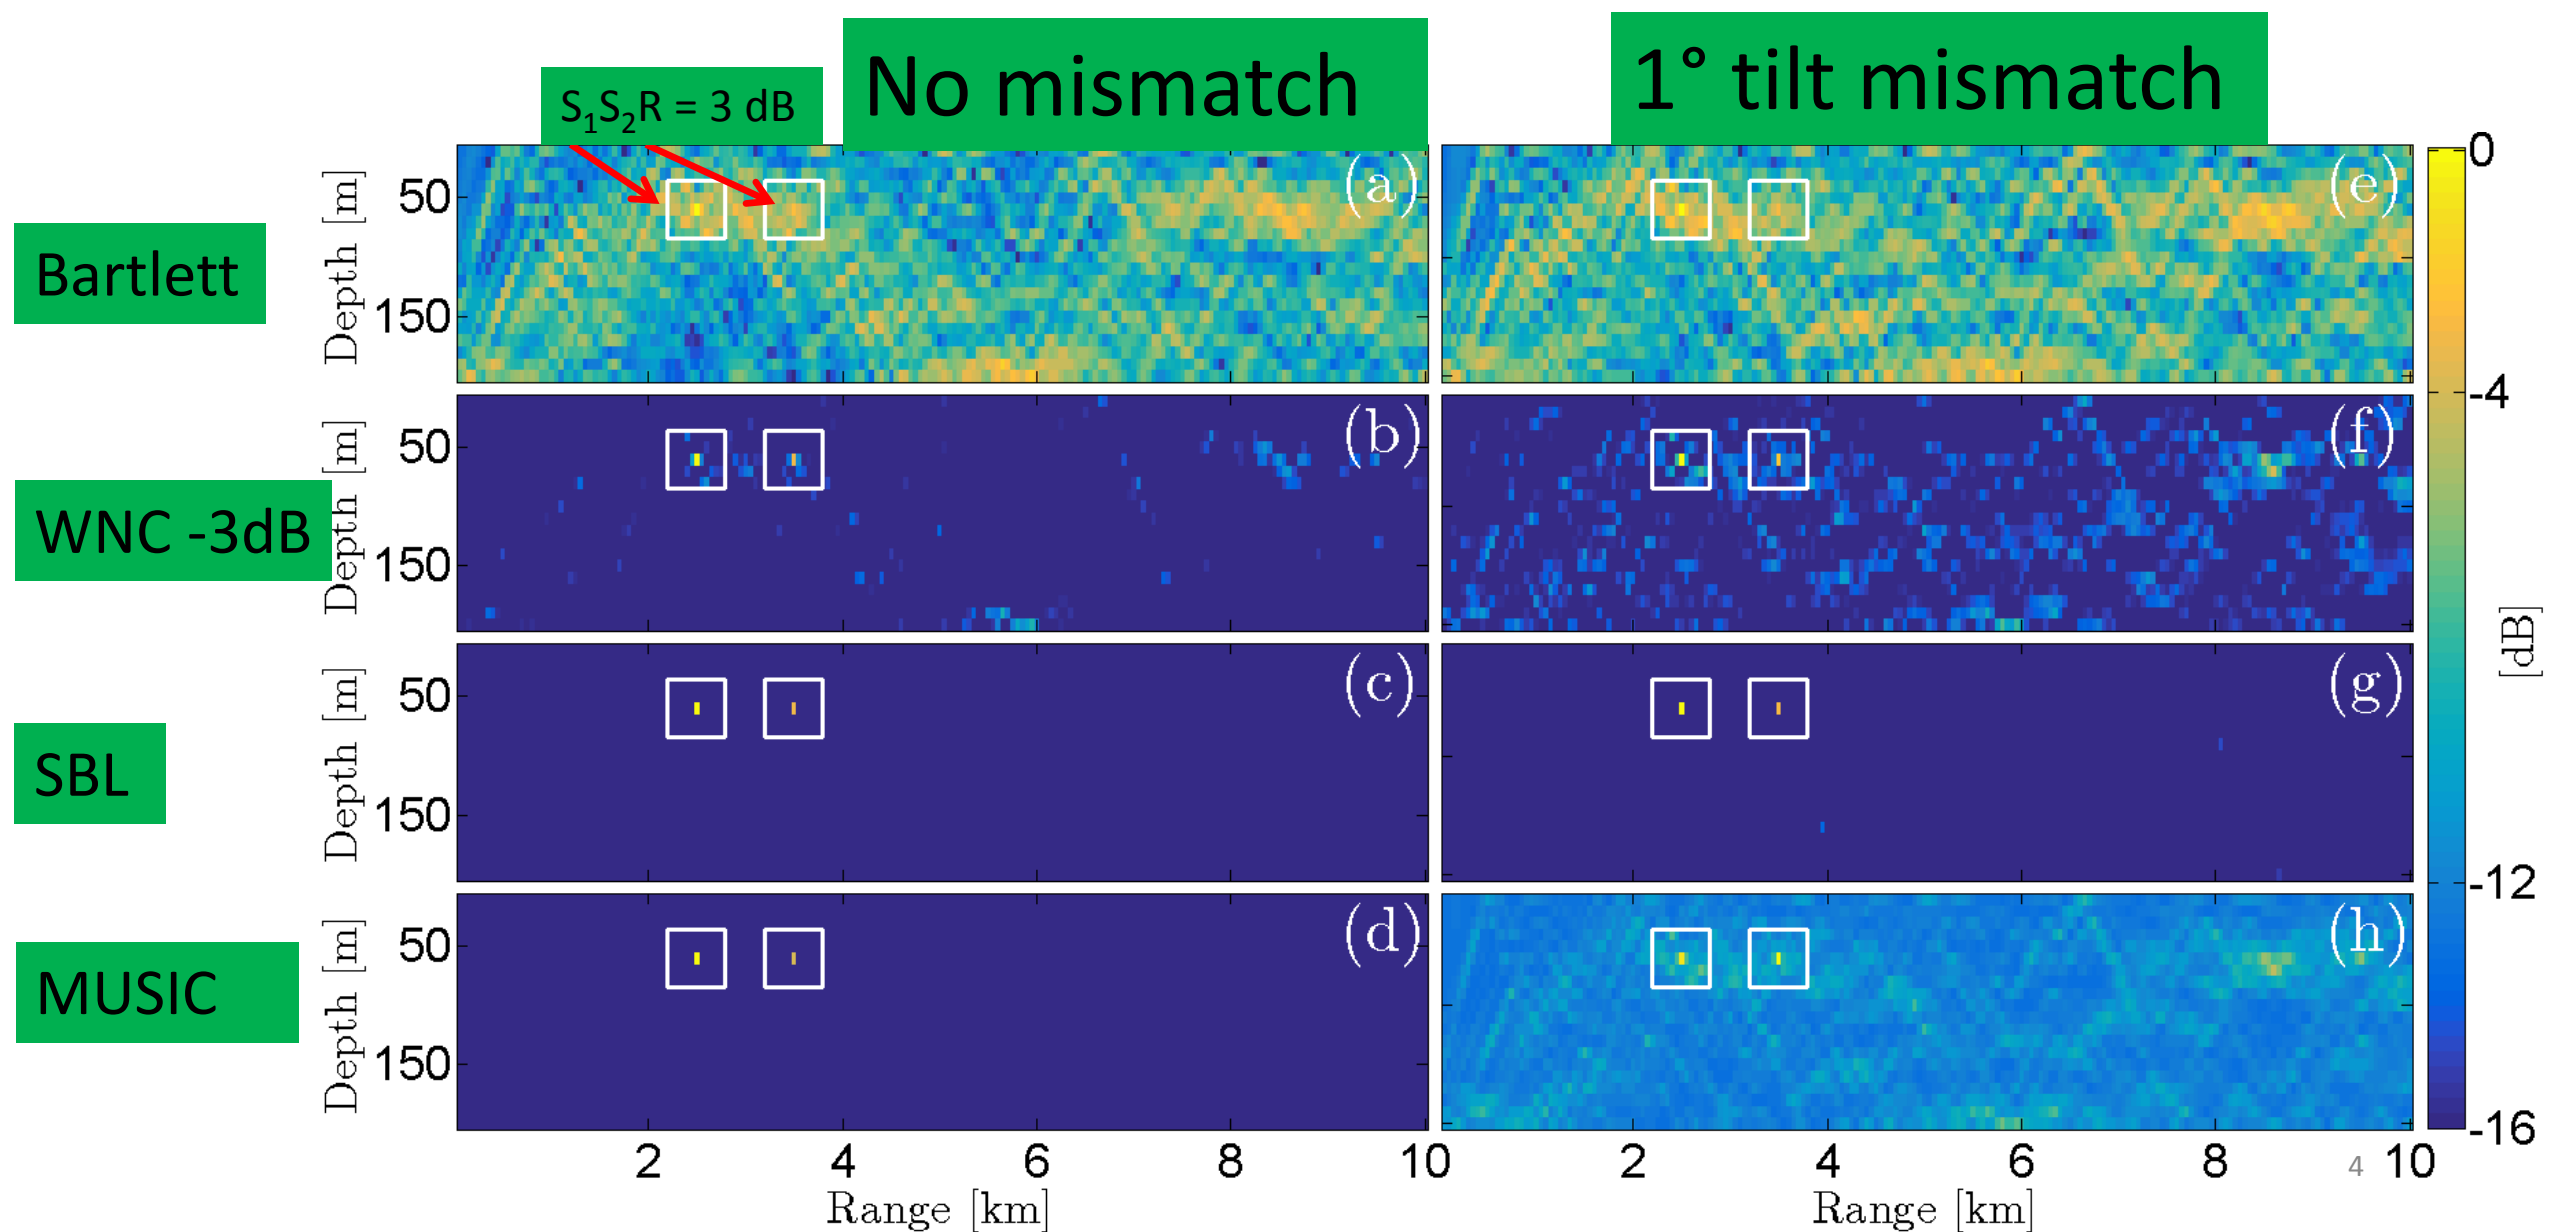 No mismatch
1° tilt mismatch
S₁S₂R = 3 dB
Bartlett
Depth [m]
50
150
(a)
(e)
0
-4
-12
-16
[dB]
WNC -3dB
Depth [m]
50
150
(b)
(f)
SBL
Depth [m]
50
150
(c)
(g)
MUSIC
Depth [m]
50
150
(d)
(h)
2 4 6 8 10
2 4 6 8 10
4
Range [km]
Range [km]